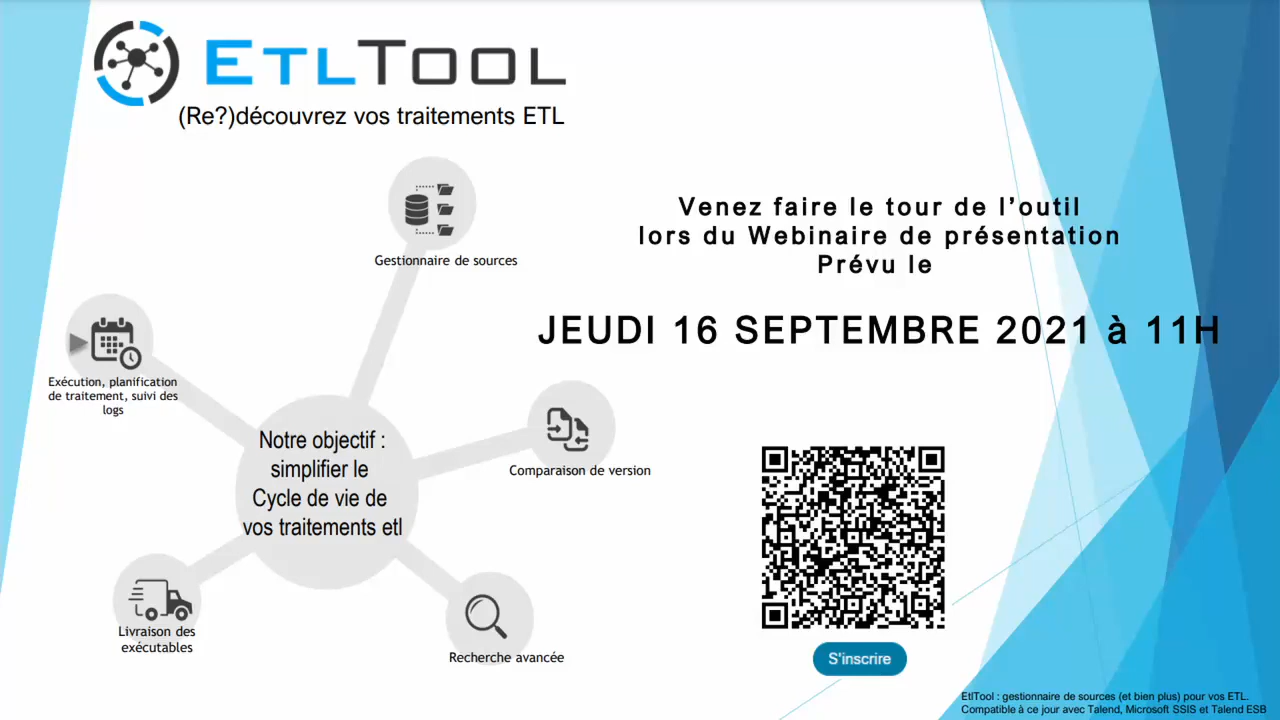 ETLTOOL
(Re?)découvrez vos traitements ETL
Gestionnaire de sources
Venez faire le tour de l’outil
lors du Webinaire de présentation
Prévu le
JEUDI 16 SEPTEMBRE 2021 à 11H
Exécution, planification
de traitement, suivi des
logs
Notre objectif :
simplifier le
Cycle de vie de
vos traitements etl
Comparaison de version
Livraison des
exécutables
Recherche avancée
S'inscrire
EtlTool : gestionnaire de sources (et bien plus) pour vos ETL.
Compatible à ce jour avec Talend, Microsoft SSIS et Talend ESB